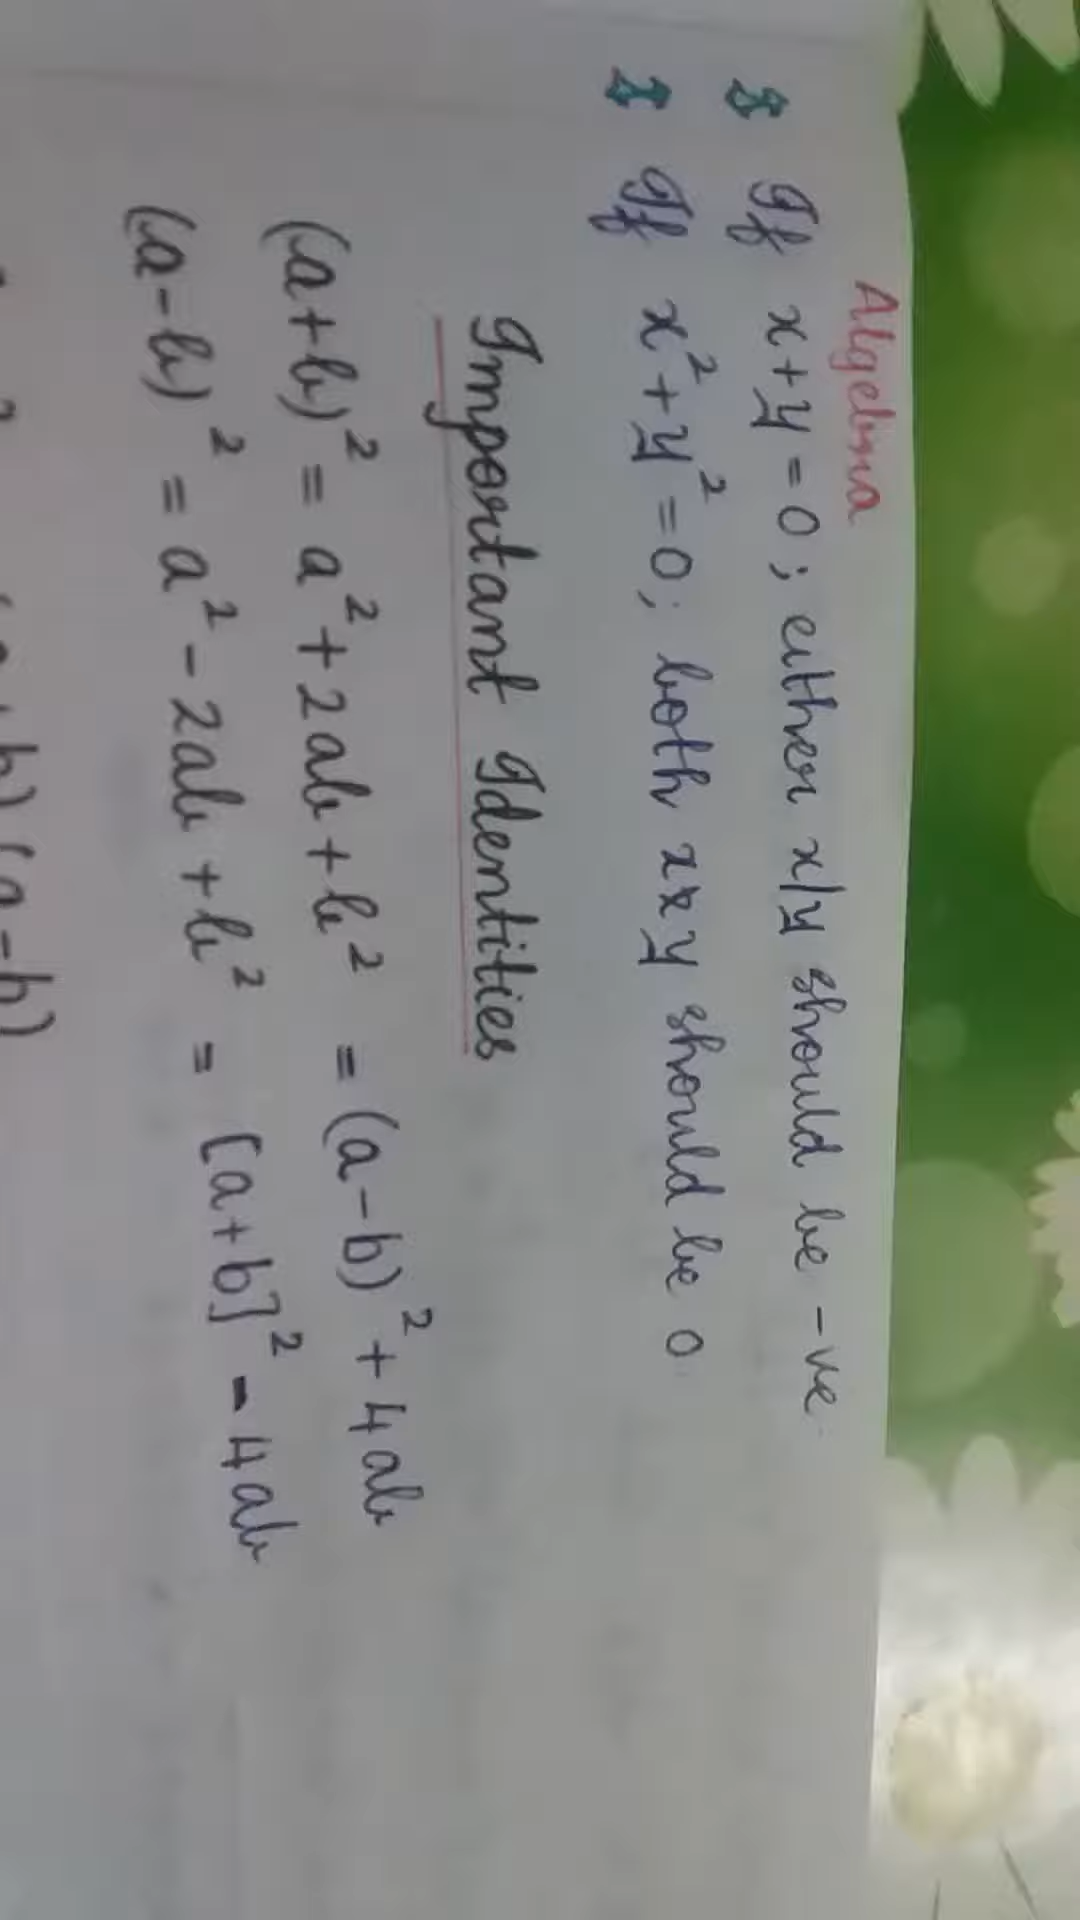 Algebra
If x+y=0; either x/y should be -ve.
If x²+y²=0; both x & y should be 0
Important Identities
(a+b)² = a²+2ab+b² = (a-b)²+4ab
(a-b)² = a²-2ab+b² = [a+b]²-4ab